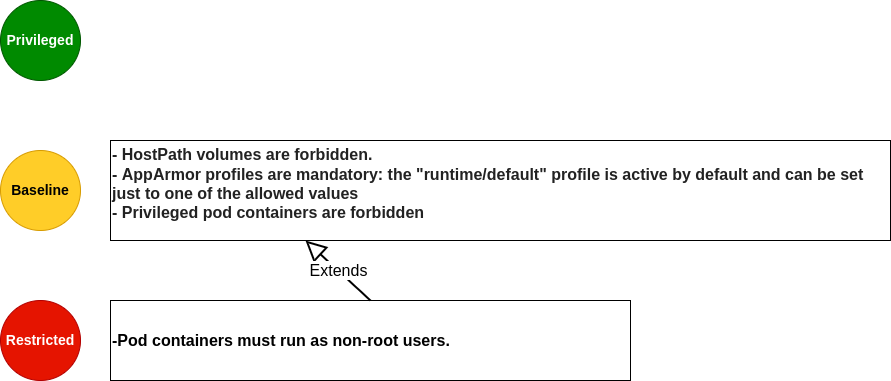 Privileged
- HostPath volumes are forbidden.
- AppArmor profiles are mandatory: the "runtime/default" profile is active by default and can be set
just to one of the allowed values
- Privileged pod containers are forbidden
Baseline
Extends
Restricted
-Pod containers must run as non-root users.